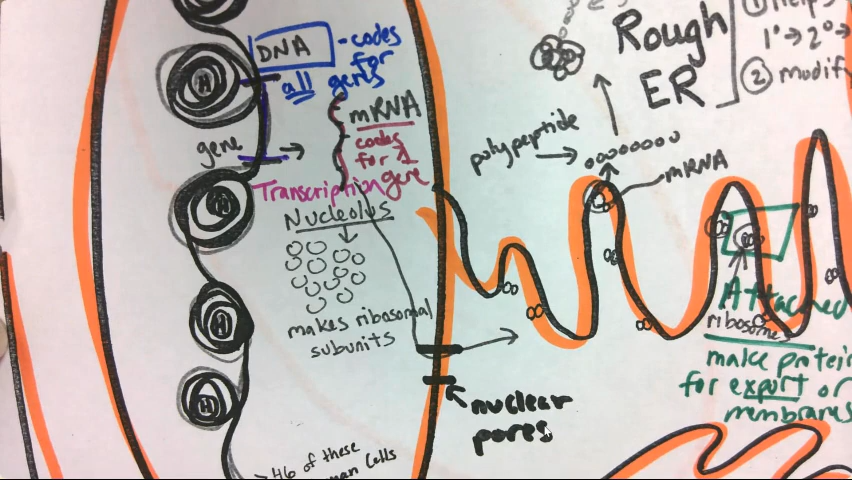 DNA
- codes
for
all genes
mRNA
codes
for 1
gene
gene
Transcription
Nucleolus
makes ribosomal
subunits
nuclear
pores
46 of these
cells
Rough
ER
① Helps
1° → 2° →
② modif
polypeptide
mRNA
Attached
ribosomes
make protein
for export or
membranes
H
H
H
H